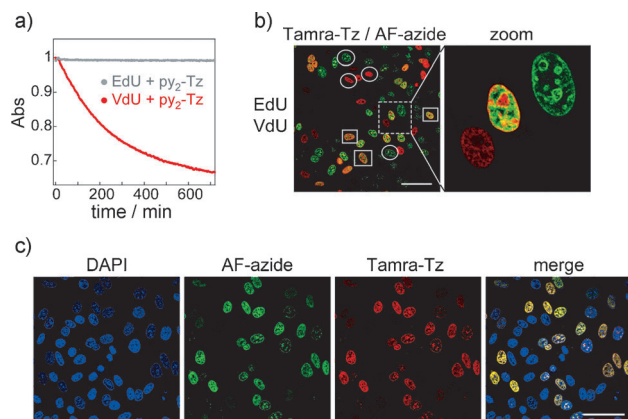 a)
1
0.9
0.8
0.7
Abs
EdU + py₂-Tz
VdU + py₂-Tz
0 200 400 600
time / min
b)
Tamra-Tz / AF-azide
zoom
EdU
VdU
c)
DAPI
AF-azide
Tamra-Tz
merge